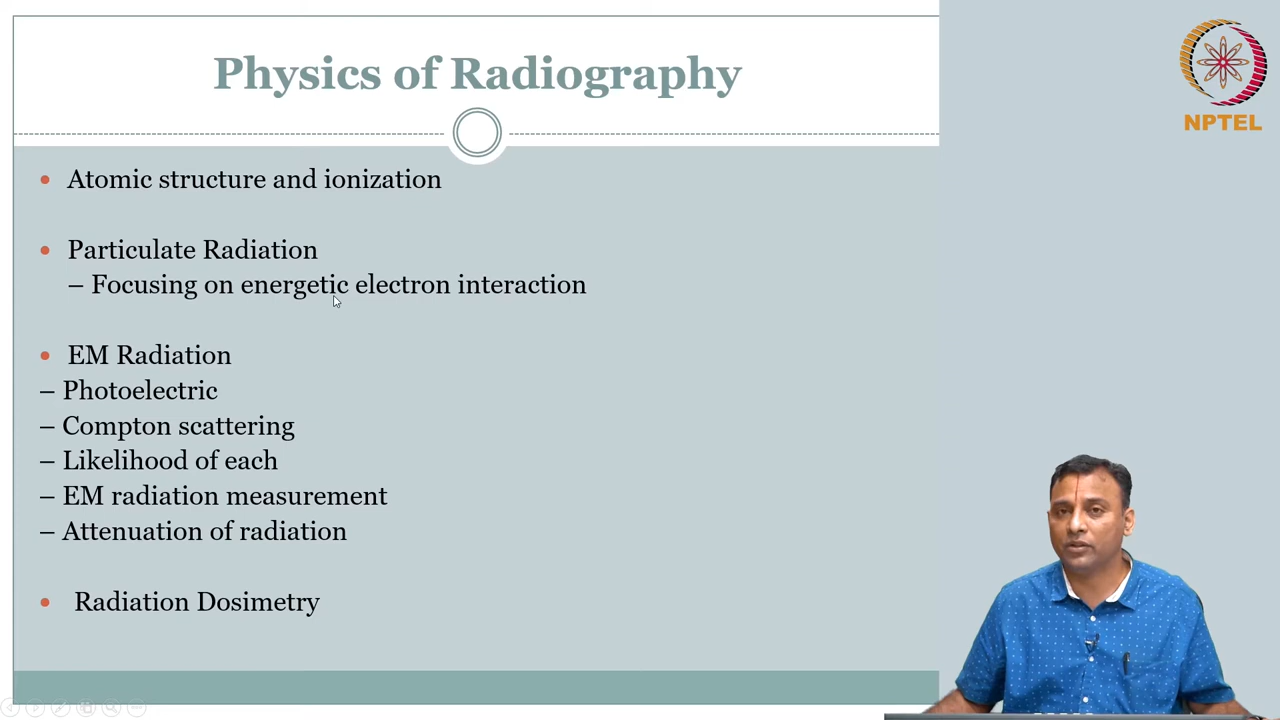 Physics of Radiography
NPTEL
• Atomic structure and ionization
• Particulate Radiation
– Focusing on energetic electron interaction
• EM Radiation
– Photoelectric
– Compton scattering
– Likelihood of each
– EM radiation measurement
– Attenuation of radiation
• Radiation Dosimetry